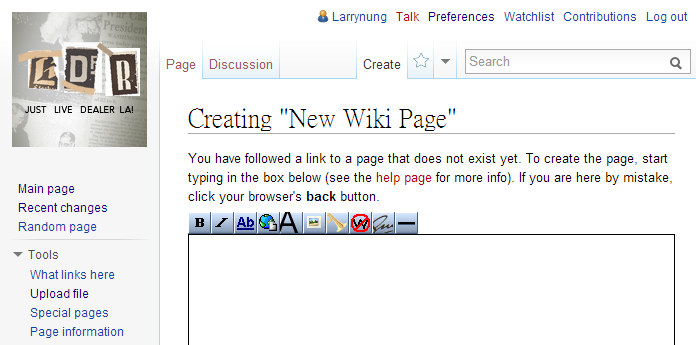 Larrynung Talk Preferences Watchlist Contributions Log out
LDR
JUST LIVE DEALER LA!
Page Discussion Create Search
Creating "New Wiki Page"
You have followed a link to a page that does not exist yet. To create the page, start
typing in the box below (see the help page for more info). If you are here by mistake,
click your browser's back button.
B I Ab A W
Main page
Recent changes
Random page
Tools
What links here
Upload file
Special pages
Page information